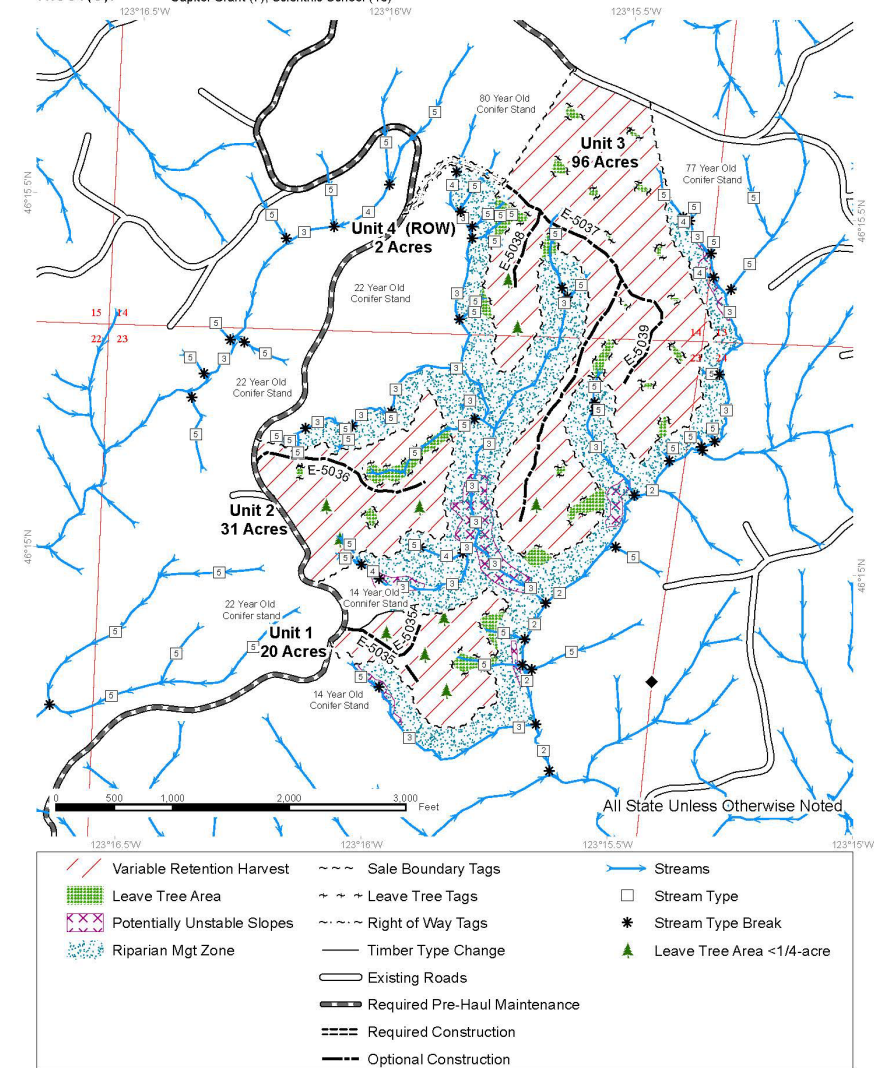 Capitol Grant (7), Scientific School (10)
123°16.5'W 123°16'W 123°15.5'W
80 Year Old
Conifer Stand
Unit 3
96 Acres
77 Year Old
Conifer Stand
46°15.5'N
46°15.5'N
Unit 4 (ROW)
2 Acres
E-5037
E-5038
22 Year Old
Conifer Stand
15 14
22 23
E-5039
14 13
23 24
22 Year Old
Conifer Stand
E-5036
Unit 2
31 Acres
46°15'N
46°15'N
14 Year Old
Connifer Stand
22 Year Old
Conifer stand
Unit 1
20 Acres
E-5035A
E-5035
14 Year Old
Conifer Stand
0 500 1,000 2,000 3,000
Feet
All State Unless Otherwise Noted
123°16.5'W 123°16'W 123°15.5'W 123°15'W
Variable Retention Harvest
Leave Tree Area
Potentially Unstable Slopes
Riparian Mgt Zone
Sale Boundary Tags
Leave Tree Tags
Right of Way Tags
Timber Type Change
Existing Roads
Required Pre-Haul Maintenance
Required Construction
Optional Construction
Streams
Stream Type
Stream Type Break
Leave Tree Area <1/4-acre